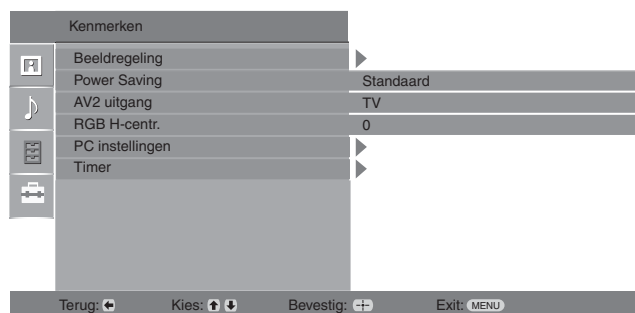 Kenmerken
Beeldregeling
Power Saving Standaard
AV2 uitgang TV
RGB H-centr. 0
PC instellingen
Timer
Terug: Kies: Bevestig: Exit: MENU